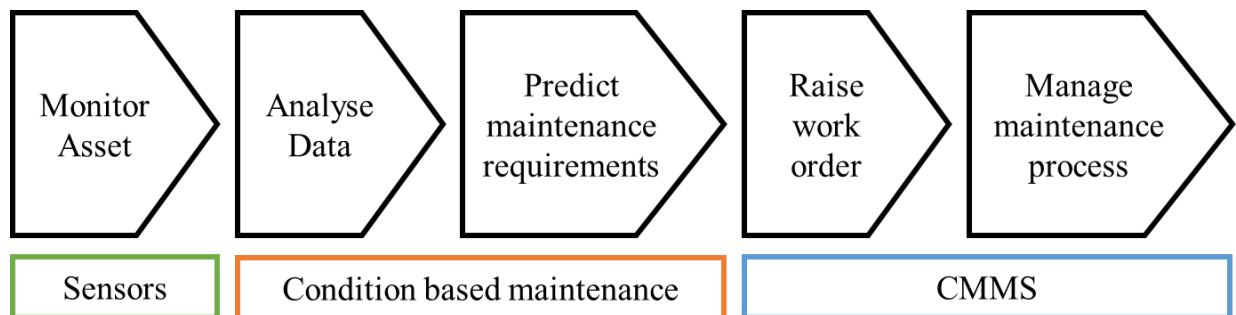 Monitor
Asset
Analyse
Data
Predict
maintenance
requirements
Raise
work
order
Manage
maintenance
process
Sensors
Condition based maintenance
CMMS